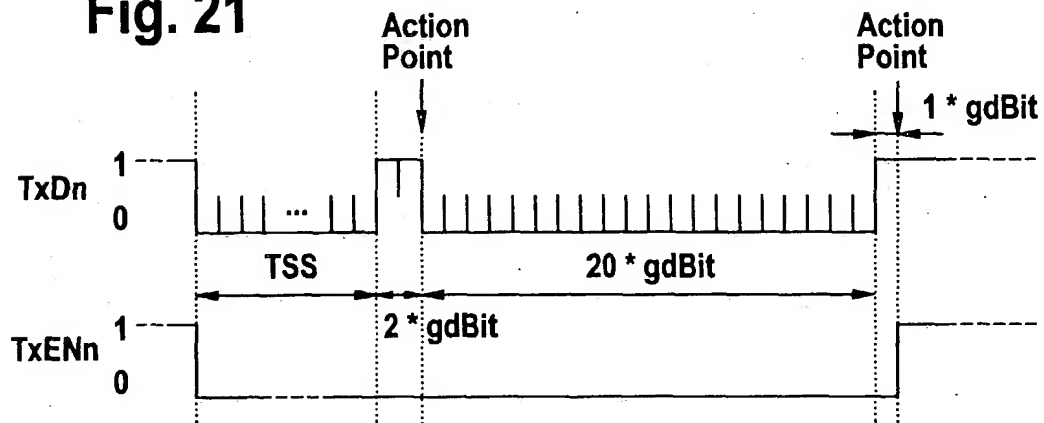 Fig. 21
Action
Point
Action
Point
1 * gdBit
TxDn
1
0
...
TSS
20 * gdBit
2 * gdBit
TxENn
1
0